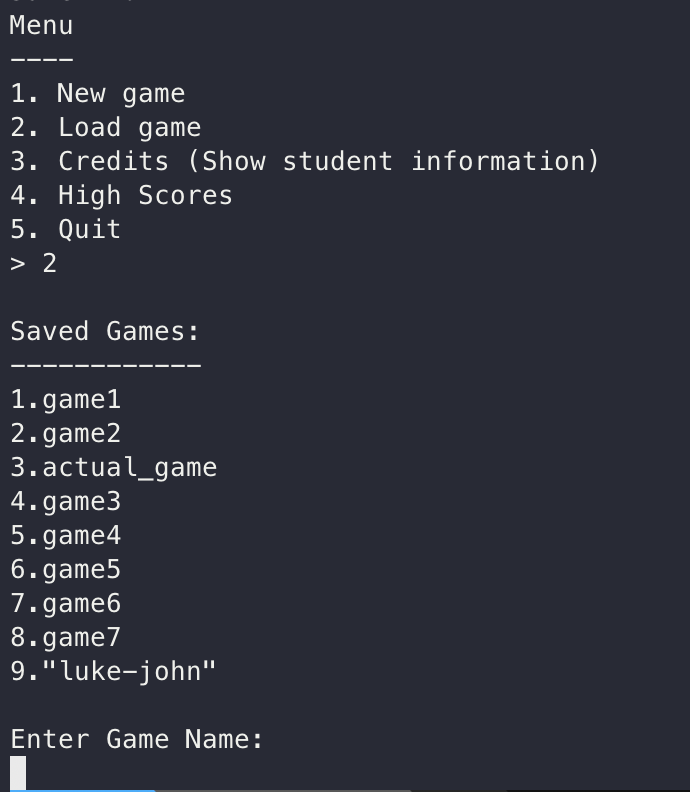 Menu
----
1. New game
2. Load game
3. Credits (Show student information)
4. High Scores
5. Quit
> 2
Saved Games:
------------
1.game1
2.game2
3.actual_game
4.game3
5.game4
6.game5
7.game6
8.game7
9."luke-john"
Enter Game Name: